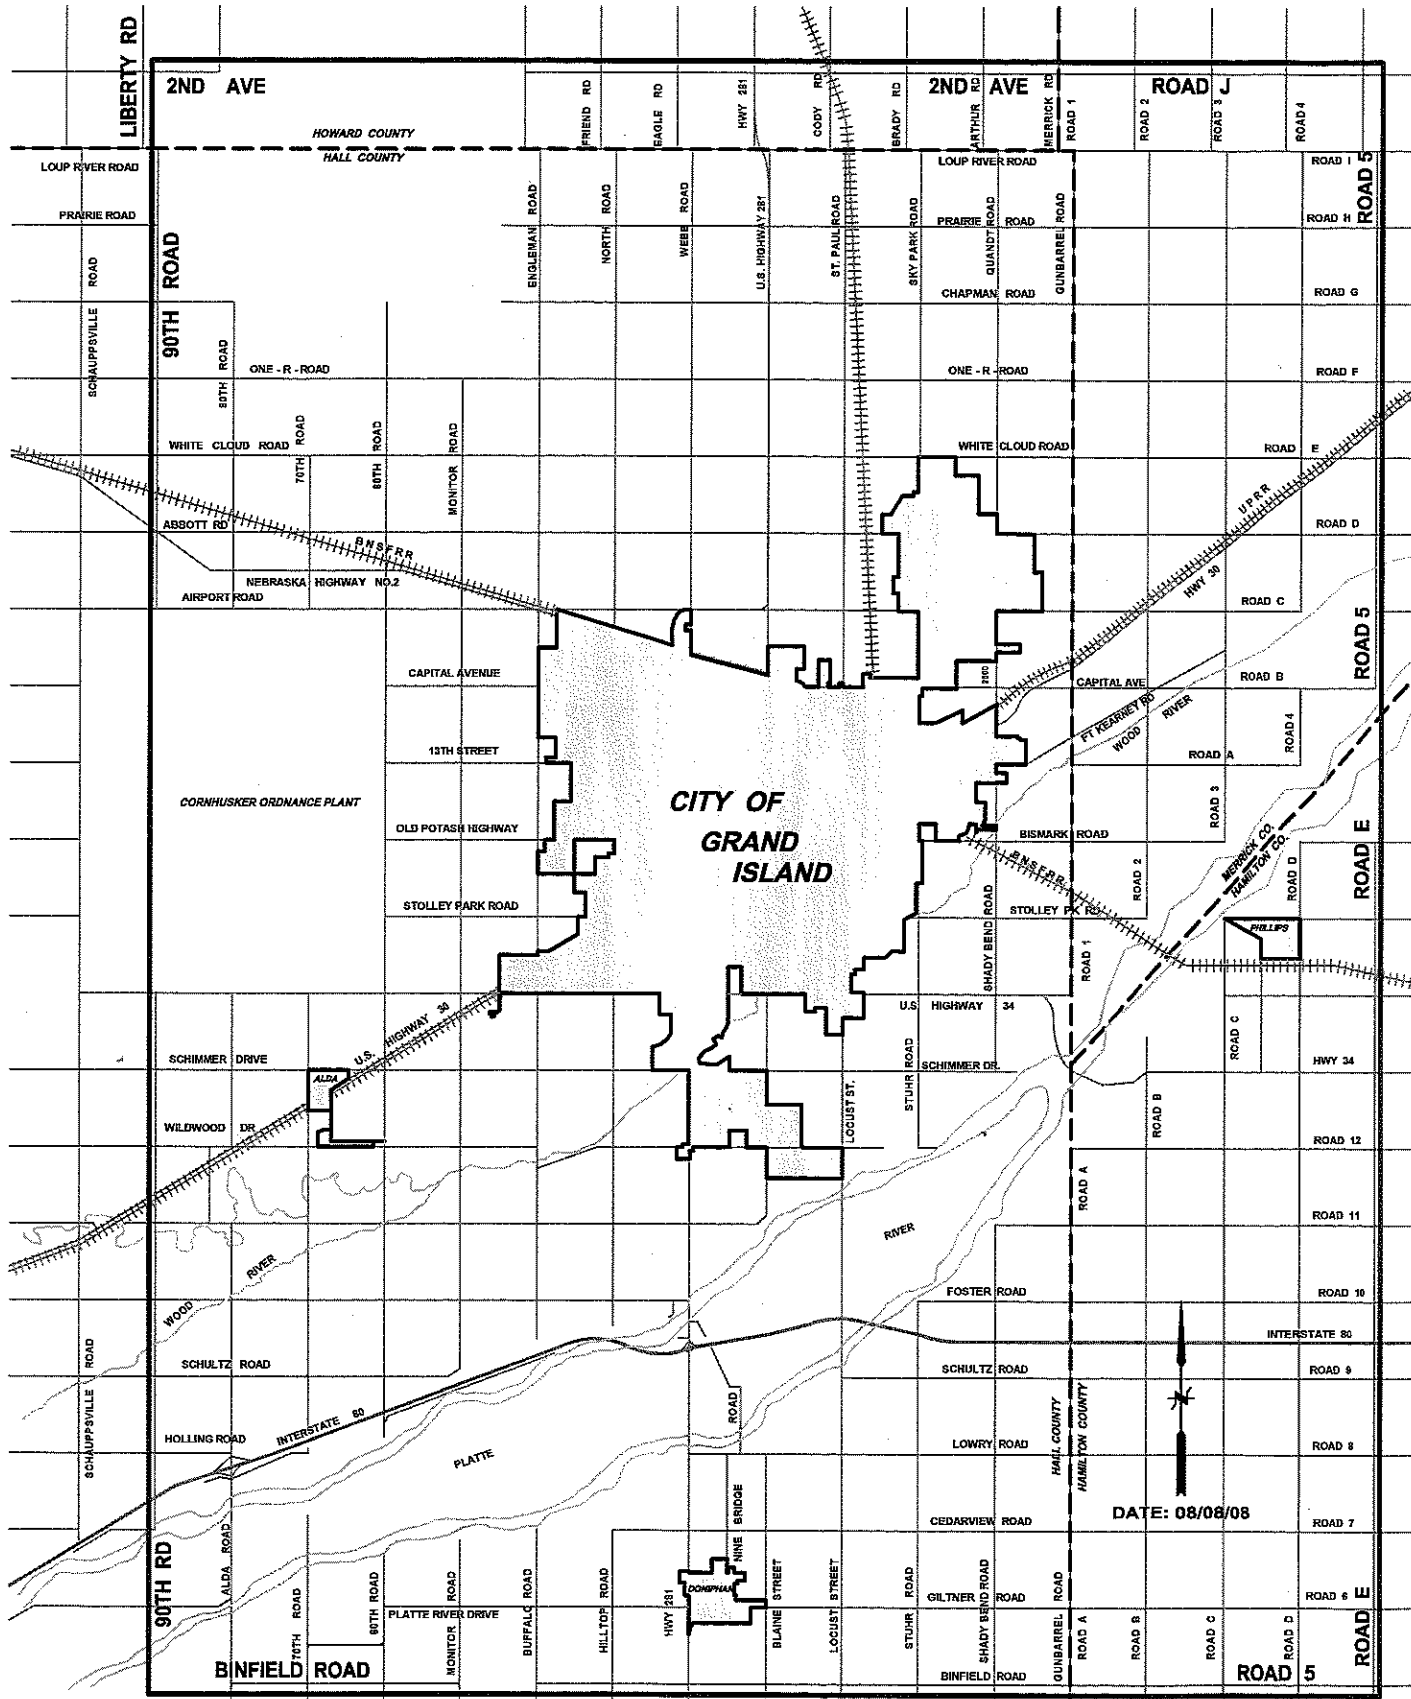 LIBERTY RD
2ND AVE
2ND AVE
ROAD J
FRIEND RD
EAGLE RD
HWY 281
CODY RD
BRADY RD
ARTHUR RD
MERRICK RD
ROAD 1
ROAD 2
ROAD 3
ROAD 4
HOWARD COUNTY
HALL COUNTY
LOUP RIVER ROAD
LOUP RIVER ROAD
ROAD I
ROAD 5
PRAIRIE ROAD
PRAIRIE ROAD
ROAD H
SCHAUPPSVILLE ROAD
90TH ROAD
ENGLEMAN ROAD
NORTH ROAD
WEBB ROAD
U.S. HIGHWAY 281
ST. PAUL ROAD
SKY PARK ROAD
QUANDT ROAD
GUNBARREL ROAD
CHAPMAN ROAD
ROAD G
80TH ROAD
ONE - R - ROAD
ONE - R - ROAD
ROAD F
WHITE CLOUD ROAD
70TH ROAD
60TH ROAD
MONITOR ROAD
WHITE CLOUD ROAD
ROAD E
UPRR
ABBOTT RD
BNSFRR
ROAD D
NEBRASKA HIGHWAY NO.2
HWY 30
AIRPORT ROAD
ROAD C
ROAD 5
CAPITAL AVENUE
CAPITAL AVE
ROAD B
FT KEARNEY RD
WOOD RIVER
ROAD 4
13TH STREET
ROAD A
CORNHUSKER ORDNANCE PLANT
CITY OF
GRAND
ISLAND
ROAD 3
OLD POTASH HIGHWAY
BISMARK ROAD
MERRICK CO.
HAMILTON CO.
BNSFRR
ROAD 2
ROAD D
ROAD E
STOLLEY PARK ROAD
STOLLEY PK RD
SHADY BEND ROAD
ROAD 1
PHILLIPS
U.S. HIGHWAY 30
U.S. HIGHWAY 34
ROAD C
SCHIMMER DRIVE
SCHIMMER DR.
HWY 34
ALDA
STUHR ROAD
LOCUST ST.
ROAD B
WILDWOOD DR
ROAD 12
ROAD A
ROAD 11
RIVER
WOOD RIVER
FOSTER ROAD
ROAD 10
INTERSTATE 80
SCHULTZ ROAD
SCHULTZ ROAD
ROAD 9
SCHAUPPSVILLE ROAD
HOLLING ROAD
INTERSTATE 80
PLATTE
ROAD
LOWRY ROAD
HALL COUNTY
HAMILTON COUNTY
ROAD 8
DATE: 08/08/08
NINE BRIDGE
CEDARVIEW ROAD
ROAD 7
90TH RD
ALDA ROAD
70TH ROAD
60TH ROAD
PLATTE RIVER DRIVE
MONITOR ROAD
BUFFALO ROAD
HILLTOP ROAD
HWY 281
DONIPHAN
BLAINE STREET
LOCUST STREET
STUHR ROAD
GILTNER ROAD
SHADY BEND ROAD
GUNBARREL ROAD
ROAD A
ROAD B
ROAD C
ROAD D
ROAD 6
ROAD E
BINFIELD ROAD
BINFIELD ROAD
ROAD 5